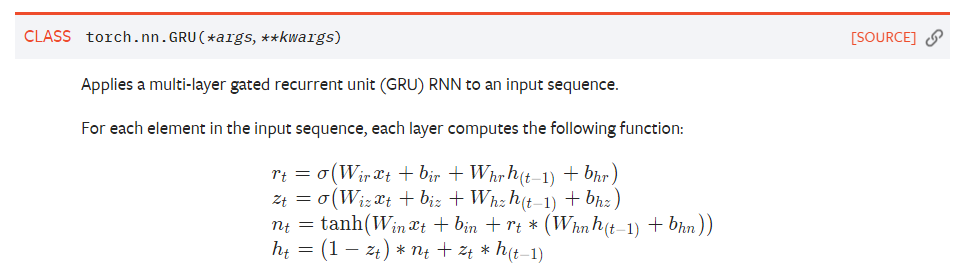 CLASS torch.nn.GRU(*args, **kwargs) [SOURCE]
Applies a multi-layer gated recurrent unit (GRU) RNN to an input sequence.
For each element in the input sequence, each layer computes the following function:
r_t = σ(W_{ir} x_t + b_{ir} + W_{hr} h_{(t−1)} + b_{hr})
z_t = σ(W_{iz} x_t + b_{iz} + W_{hz} h_{(t−1)} + b_{hz})
n_t = tanh(W_{in} x_t + b_{in} + r_t * (W_{hn} h_{(t−1)} + b_{hn}))
h_t = (1 − z_t) * n_t + z_t * h_{(t−1)}